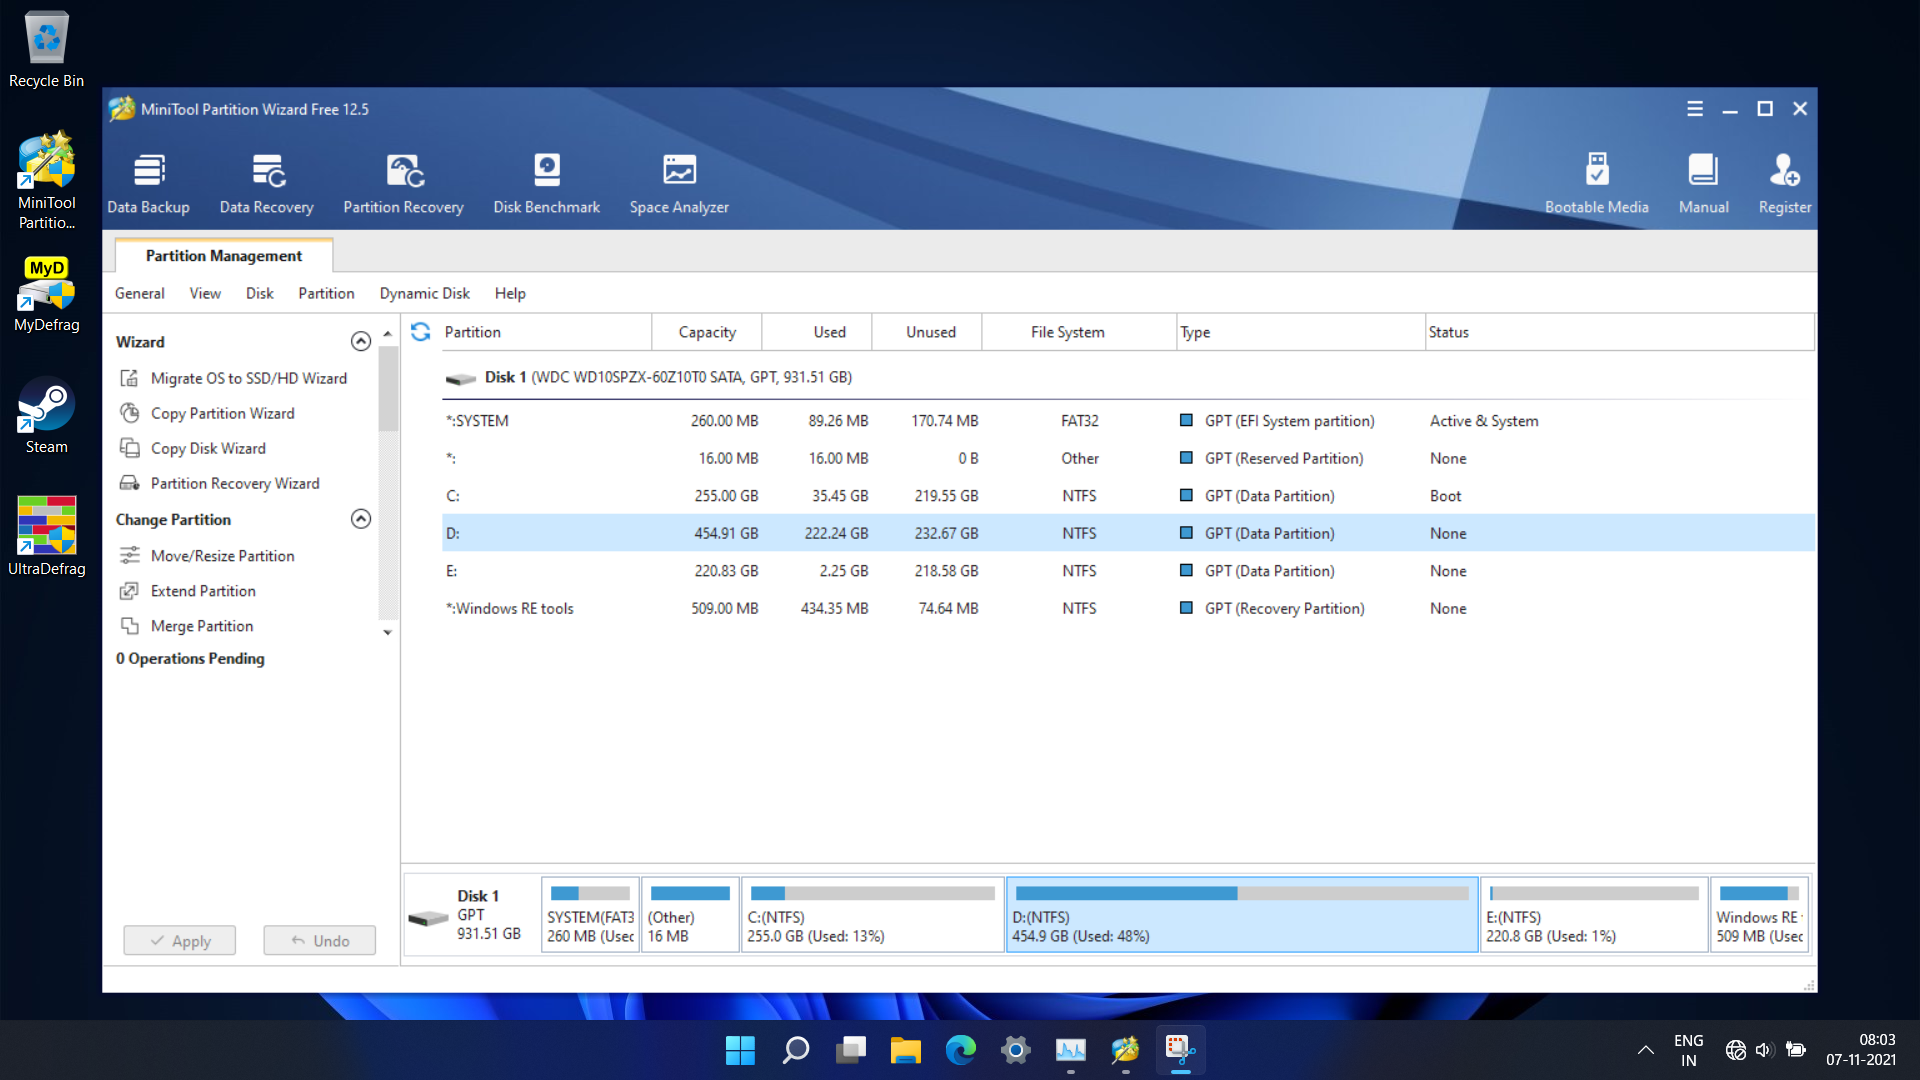 Recycle Bin
MiniTool
Partitio...
MyD
MyDefrag
Steam
UltraDefrag
MiniTool Partition Wizard Free 12.5
Data Backup
Data Recovery
Partition Recovery
Disk Benchmark
Space Analyzer
Bootable Media
Manual
Register
Partition Management
General View Disk Partition Dynamic Disk Help
Wizard
Migrate OS to SSD/HD Wizard
Copy Partition Wizard
Copy Disk Wizard
Partition Recovery Wizard
Change Partition
Move/Resize Partition
Extend Partition
Merge Partition
0 Operations Pending
Apply Undo
Partition Capacity Used Unused File System Type Status
Disk 1 (WDC WD10SPZX-60Z10T0 SATA, GPT, 931.51 GB)
*:SYSTEM 260.00 MB 89.26 MB 170.74 MB FAT32 GPT (EFI System partition) Active & System
*: 16.00 MB 16.00 MB 0 B Other GPT (Reserved Partition) None
C: 255.00 GB 35.45 GB 219.55 GB NTFS GPT (Data Partition) Boot
D: 454.91 GB 222.24 GB 232.67 GB NTFS GPT (Data Partition) None
E: 220.83 GB 2.25 GB 218.58 GB NTFS GPT (Data Partition) None
*:Windows RE tools 509.00 MB 434.35 MB 74.64 MB NTFS GPT (Recovery Partition) None
Disk 1
GPT
931.51 GB
SYSTEM(FAT3
260 MB (Usec
(Other)
16 MB
C:(NTFS)
255.0 GB (Used: 13%)
D:(NTFS)
454.9 GB (Used: 48%)
E:(NTFS)
220.8 GB (Used: 1%)
Windows RE
509 MB (Usec
ENG
IN
08:03
07-11-2021